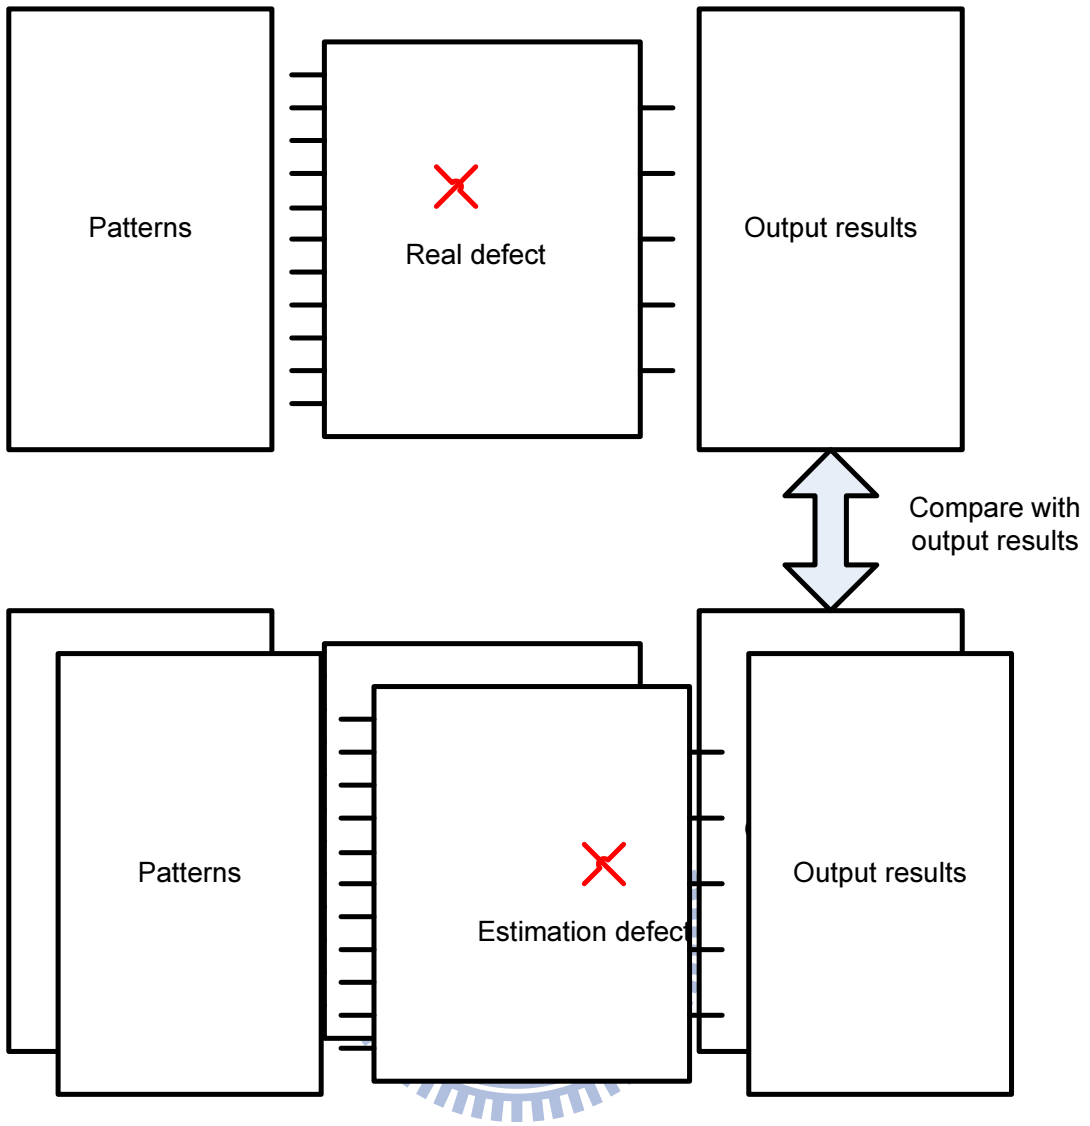 Patterns
Real defect
Output results
Compare with
output results
Patterns
Estimation defect
Output results